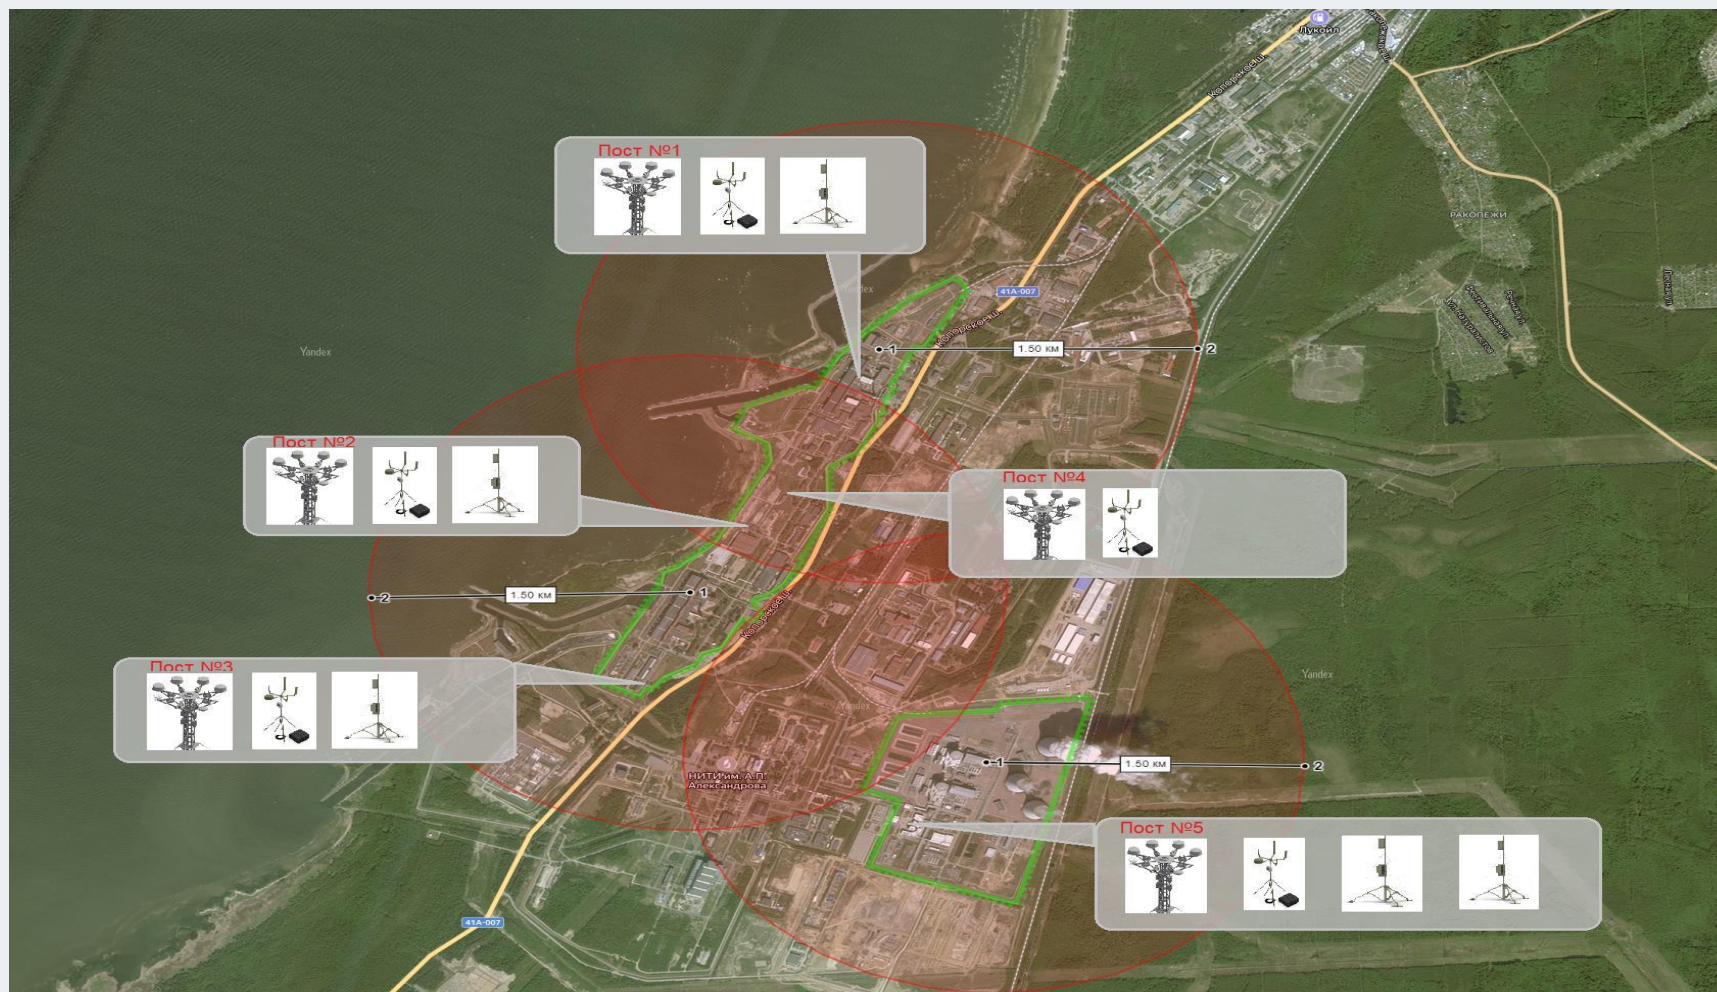 Лукойл
Копорское ш.
Пост №1
РАКОПЕЖИ
Yandex
41А-007
Копорское ш.
Yandex
1
1.50 км
2
Пост №2
Пост №4
2
1.50 км
1
Копорское ш.
Пост №3
Yandex
Yandex
НИТИ им. А.П.
Александрова
1
1.50 км
2
Пост №5
41А-007